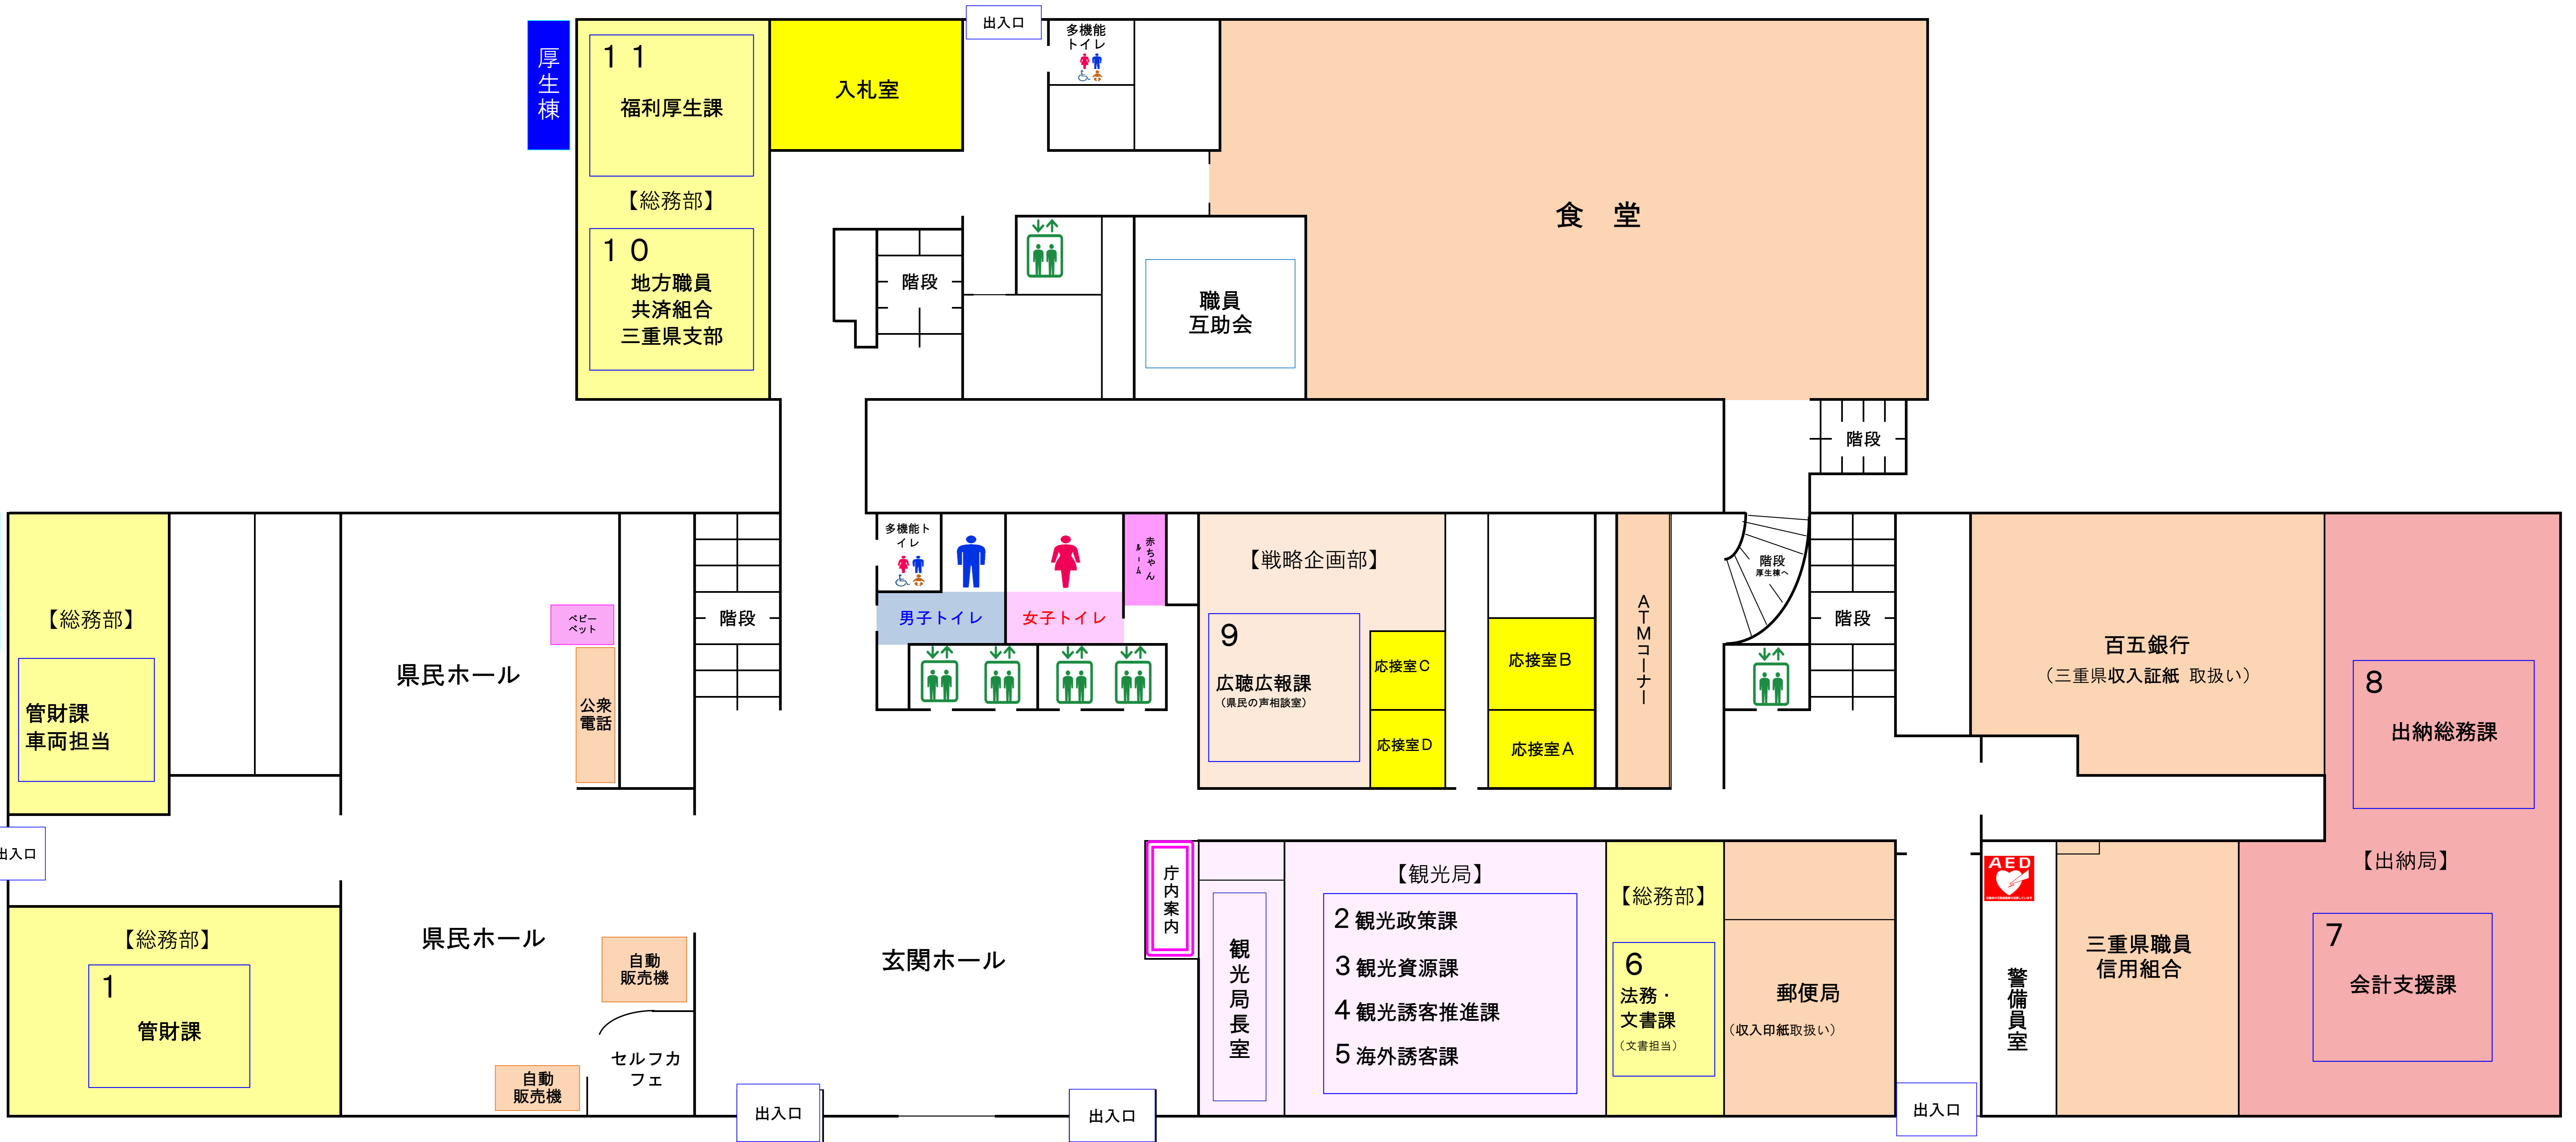 出入口
多機能
トイレ
厚生棟
１１
福利厚生課
入札室
【総務部】
１０
地方職員
共済組合
三重県支部
階段
職員
互助会
食　堂
階段
【総務部】
管財課
車両担当
県民ホール
ベビー
ベット
公衆
電話
階段
多機能ト
イレ
男子トイレ
女子トイレ
赤ちゃん
ルーム
【戦略企画部】
９
広聴広報課
（県民の声相談室）
応接室Ｃ
応接室Ｄ
応接室Ｂ
応接室Ａ
ＡＴＭコーナー
階段
厚生棟へ
階段
百五銀行
（三重県収入証紙 取扱い）
８
出納総務課
【出納局】
７
会計支援課
出入口
【総務部】
１
管財課
県民ホール
自動
販売機
自動
販売機
セルフカ
フェ
玄関ホール
出入口
出入口
庁内案内
観光局長室
【観光局】
２観光政策課
３観光資源課
４観光誘客推進課
５海外誘客課
【総務部】
６
法務・
文書課
（文書担当）
郵便局
（収入印紙取扱い）
出入口
AED
警備員室
三重県職員
信用組合